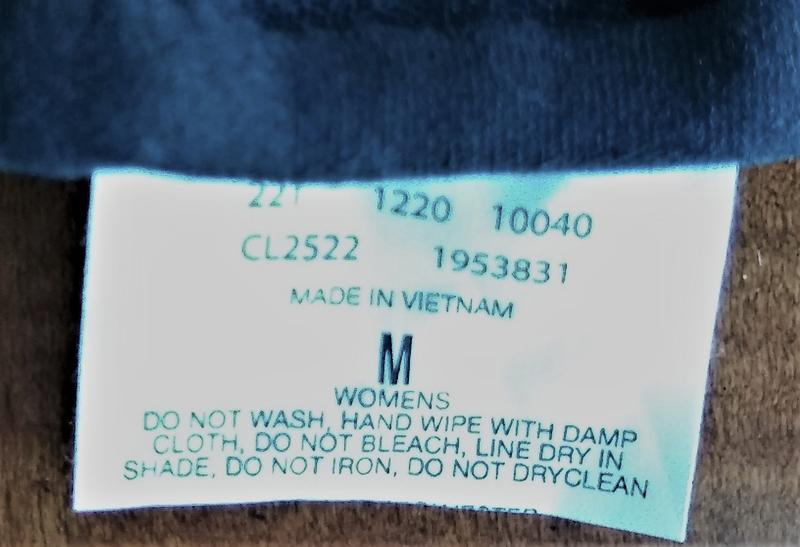 1220 10040
CL2522 1953831
MADE IN VIETNAM
M
WOMENS
DO NOT WASH, HAND WIPE WITH DAMP
CLOTH, DO NOT BLEACH, LINE DRY IN
SHADE, DO NOT IRON, DO NOT DRYCLEAN